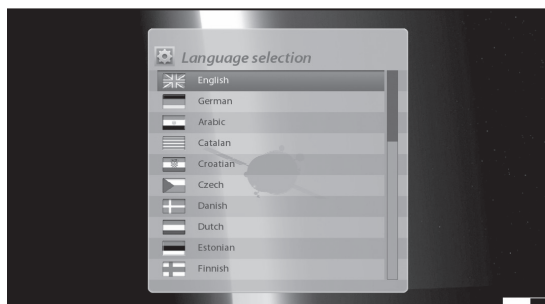 Language selection
English
German
Arabic
Catalan
Croatian
Czech
Danish
Dutch
Estonian
Finnish